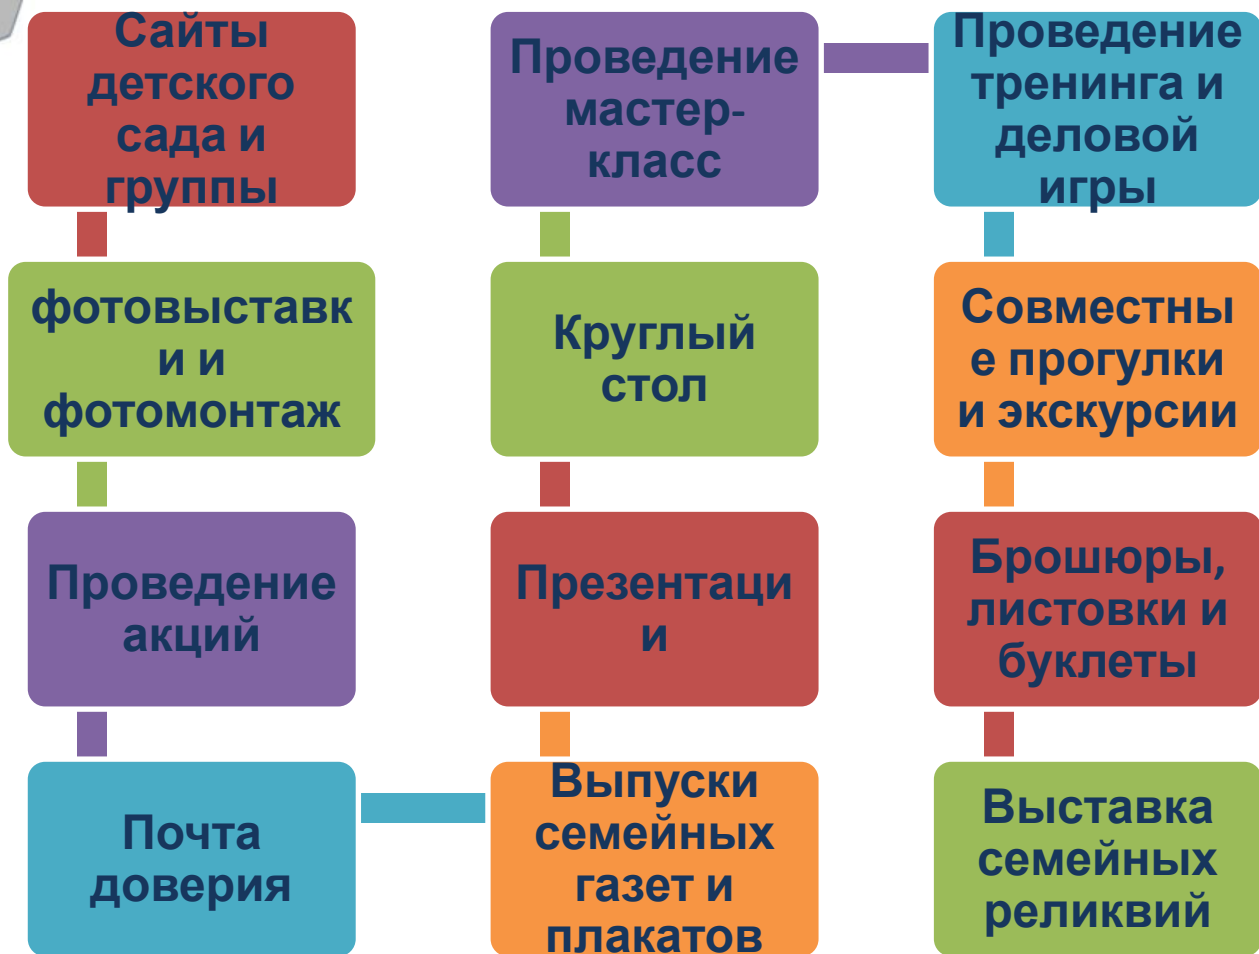 Сайты
детского
сада и
группы
фотовыставк
и и
фотомонтаж
Проведение
акций
Почта
доверия
Выпуски
семейных
газет и
плакатов
Презентаци
и
Круглый
стол
Проведение
мастер-
класс
Проведение
тренинга и
деловой
игры
Совместны
е прогулки
и экскурсии
Брошюры,
листовки и
буклеты
Выставка
семейных
реликвий